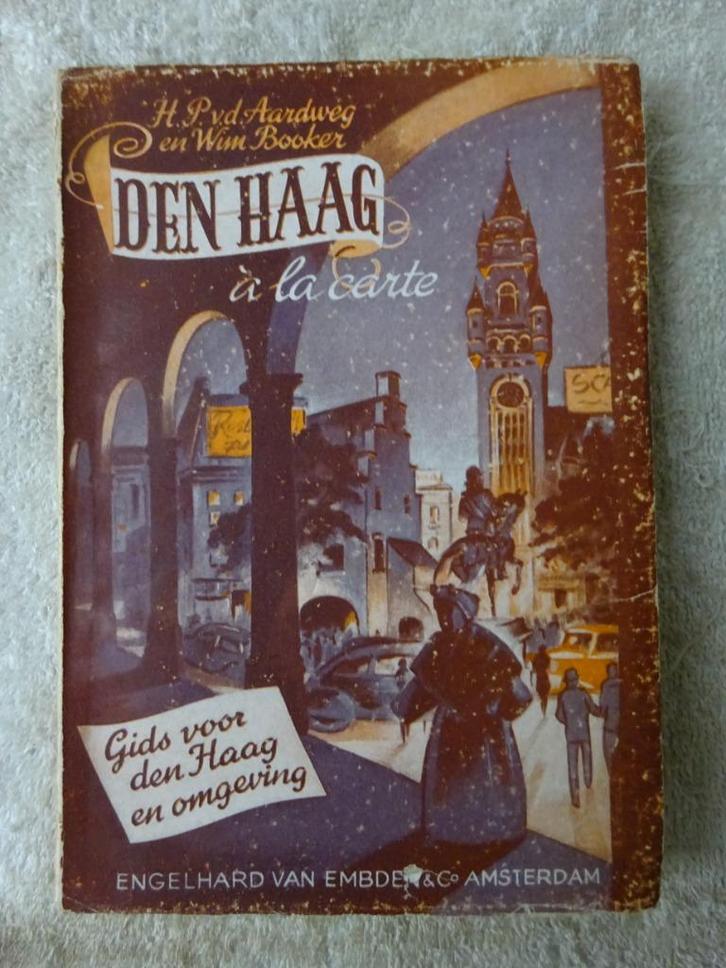 H. P. v. d. Aardweg
en Wim Booker
DEN HAAG
à la carte
Gids voor
den Haag
en omgeving
ENGELHARD VAN EMBDEN & Co AMSTERDAM